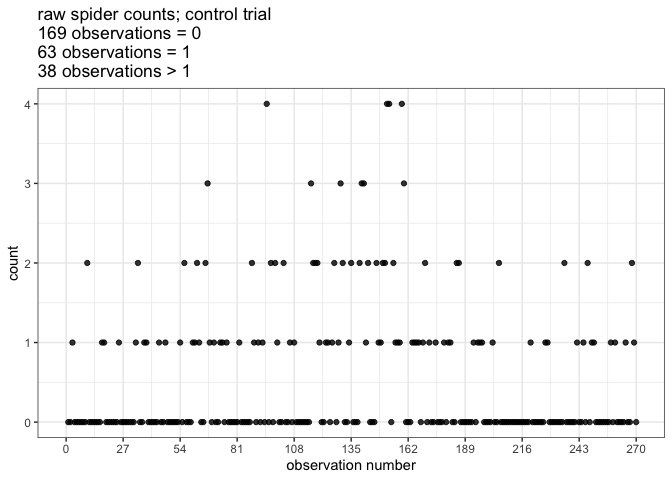 raw spider counts; control trial
169 observations = 0
63 observations = 1
38 observations > 1
4
3
2
1
0
count
0 27 54 81 108 135 162 189 216 243 270
observation number